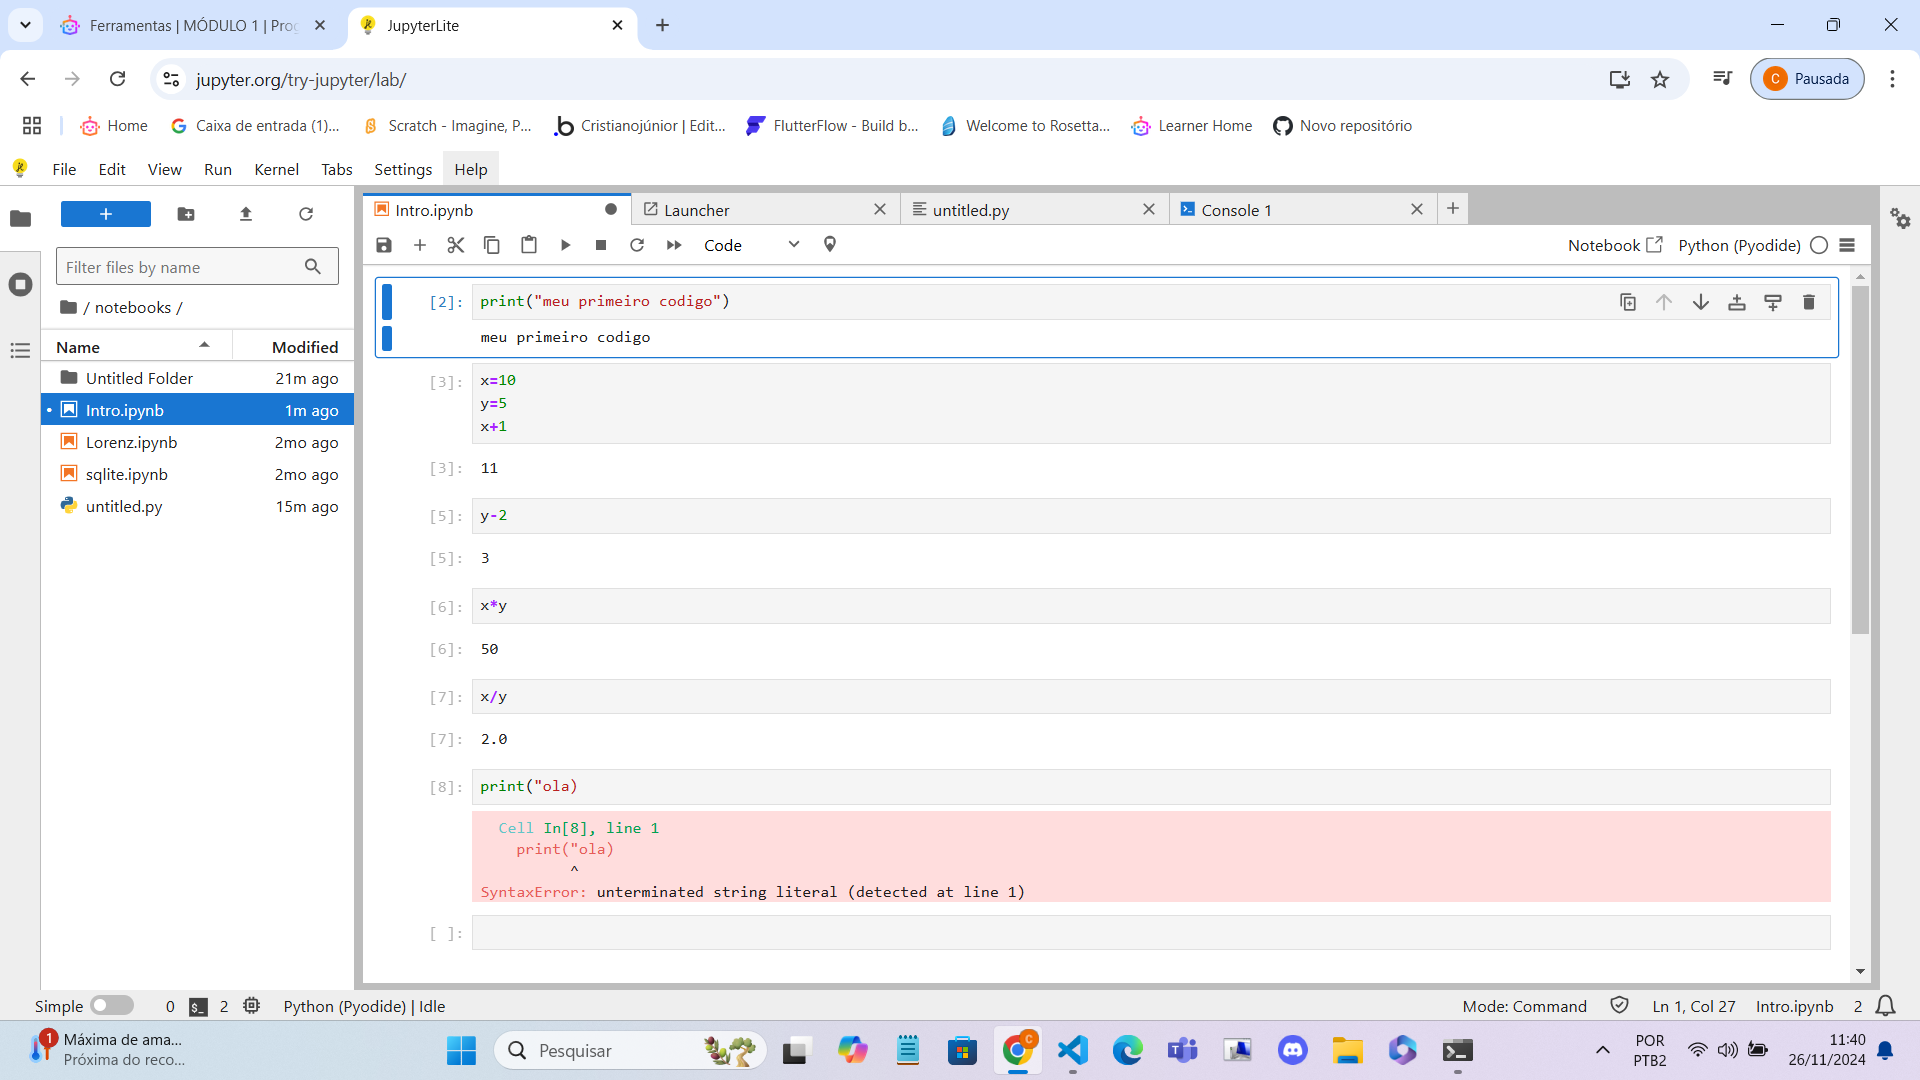 Ferramentas | MÓDULO 1 | Prog
JupyterLite
jupyter.org/try-jupyter/lab/
C
Pausada
Home
Caixa de entrada (1)...
Scratch - Imagine, P...
Cristianojúnior | Edit...
FlutterFlow - Build b...
Welcome to Rosetta...
Learner Home
Novo repositório
File
Edit
View
Run
Kernel
Tabs
Settings
Help
Intro.ipynb
Launcher
untitled.py
Console 1
Code
Notebook
Python (Pyodide)
Filter files by name
/ notebooks /
Name
Modified
Untitled Folder 21m ago
Intro.ipynb 1m ago
Lorenz.ipynb 2mo ago
sqlite.ipynb 2mo ago
untitled.py 15m ago
[2]: print("meu primeiro codigo")
meu primeiro codigo
[3]: x=10
y=5
x+1
[3]: 11
[5]: y-2
[5]: 3
[6]: x*y
[6]: 50
[7]: x/y
[7]: 2.0
[8]: print("ola)
Cell In[8], line 1
print("ola)
^
SyntaxError: unterminated string literal (detected at line 1)
[ ]:
Simple
0
2
Python (Pyodide) | Idle
Mode: Command
Ln 1, Col 27
Intro.ipynb
2
1
Máxima de ama...
Próxima do reco...
Pesquisar
C
POR
PTB2
11:40
26/11/2024